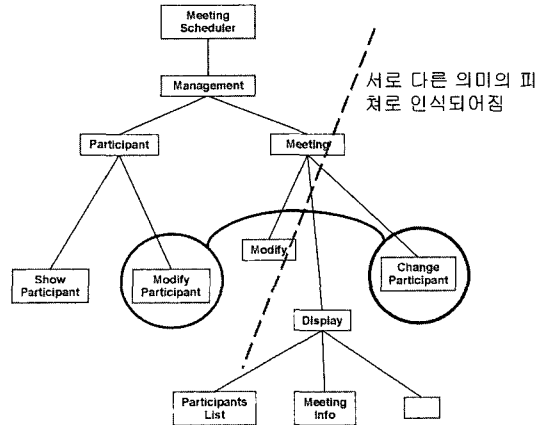 Meeting
Scheduler
서로 다른 의미의 피
쳐로 인식되어짐
Management
Participant
Meeting
Modify
Show
Participant
Modify
Participant
Change
Participant
Display
Participants
List
Meeting
Info